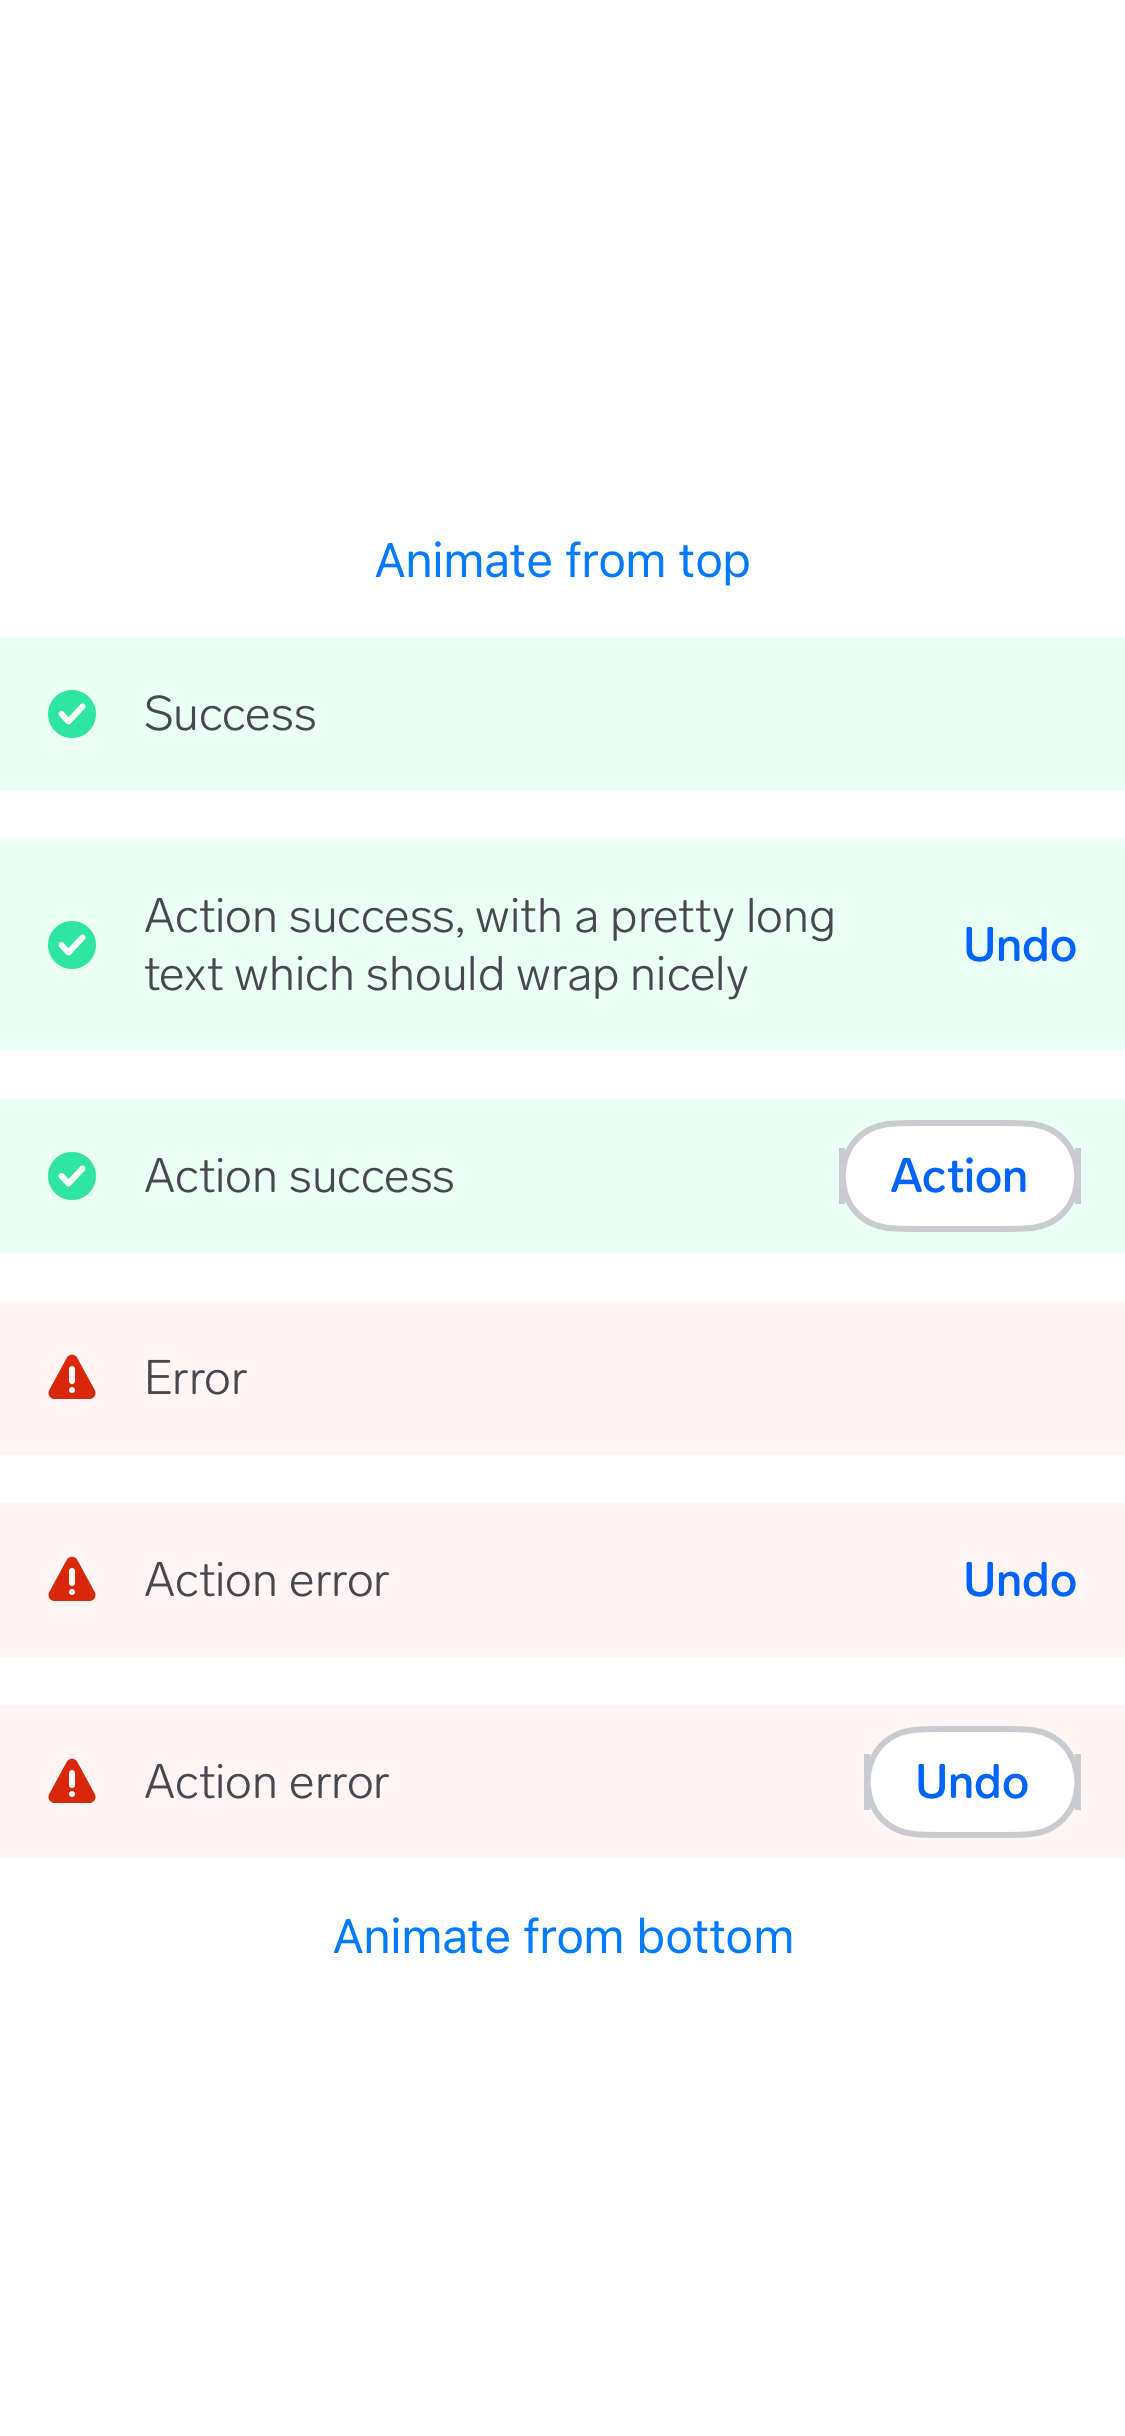 Animate from top
Success
Action success, with a pretty long
text which should wrap nicely
Undo
Action success
Action
Error
Action error
Undo
Action error
Undo
Animate from bottom